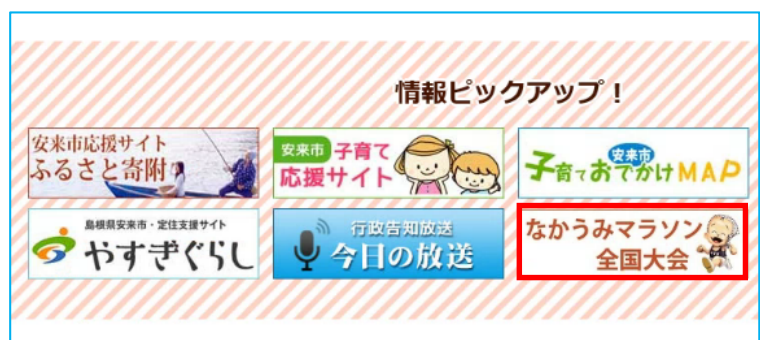 情報ピックアップ!
安来市応援サイト
ふるさと寄附
安来市 子育て
応援サイト
安来市
子育ておでかけMAP
島根県安来市・定住支援サイト
やすぎぐらし
行政告知放送
今日の放送
なかうみマラソン
全国大会